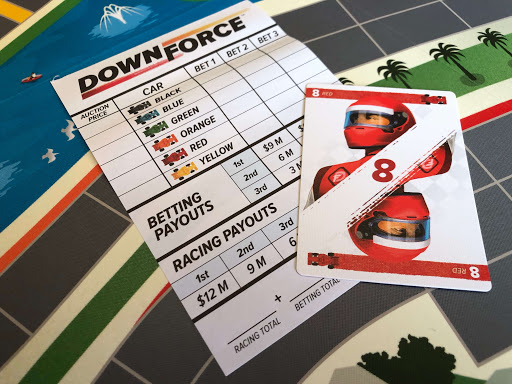 DOWNFORCE
AUCTION PRICE CAR BET 1 BET 2 BET 3
BLACK
BLUE
GREEN
ORANGE
RED
YELLOW
BETTING PAYOUTS
1st $9 M
2nd 6 M
3rd 3 M
RACING PAYOUTS
1st 2nd 3rd
$12 M 9 M 6
RACING TOTAL + BETTING TOTAL
8 RED
8
8 RED